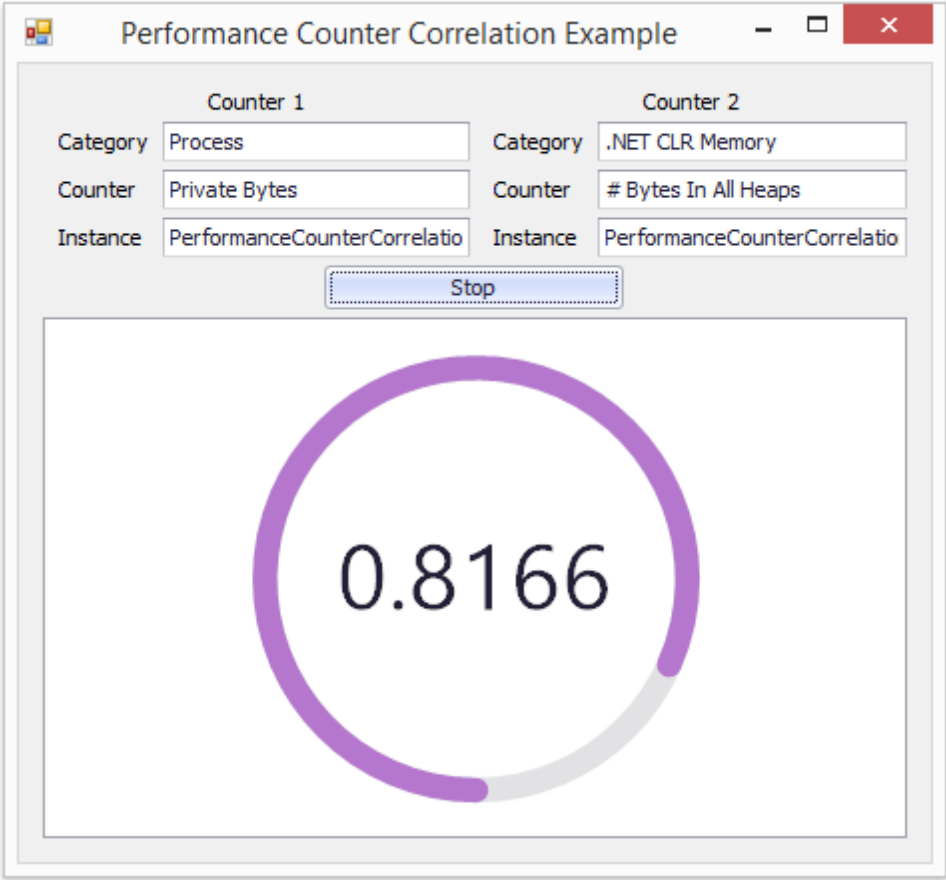 Performance Counter Correlation Example
Counter 1 Counter 2
Category Process Category .NET CLR Memory
Counter Private Bytes Counter # Bytes In All Heaps
Instance PerformanceCounterCorrelatio Instance PerformanceCounterCorrelatio
Stop
0.8166